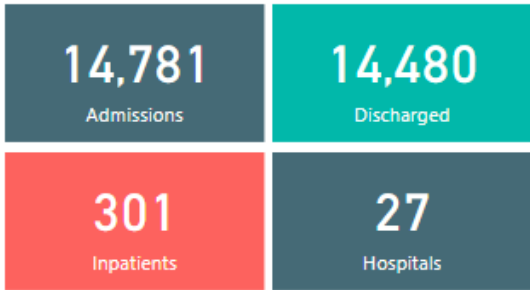 14,781
Admissions
14,480
Discharged
301
Inpatients
27
Hospitals